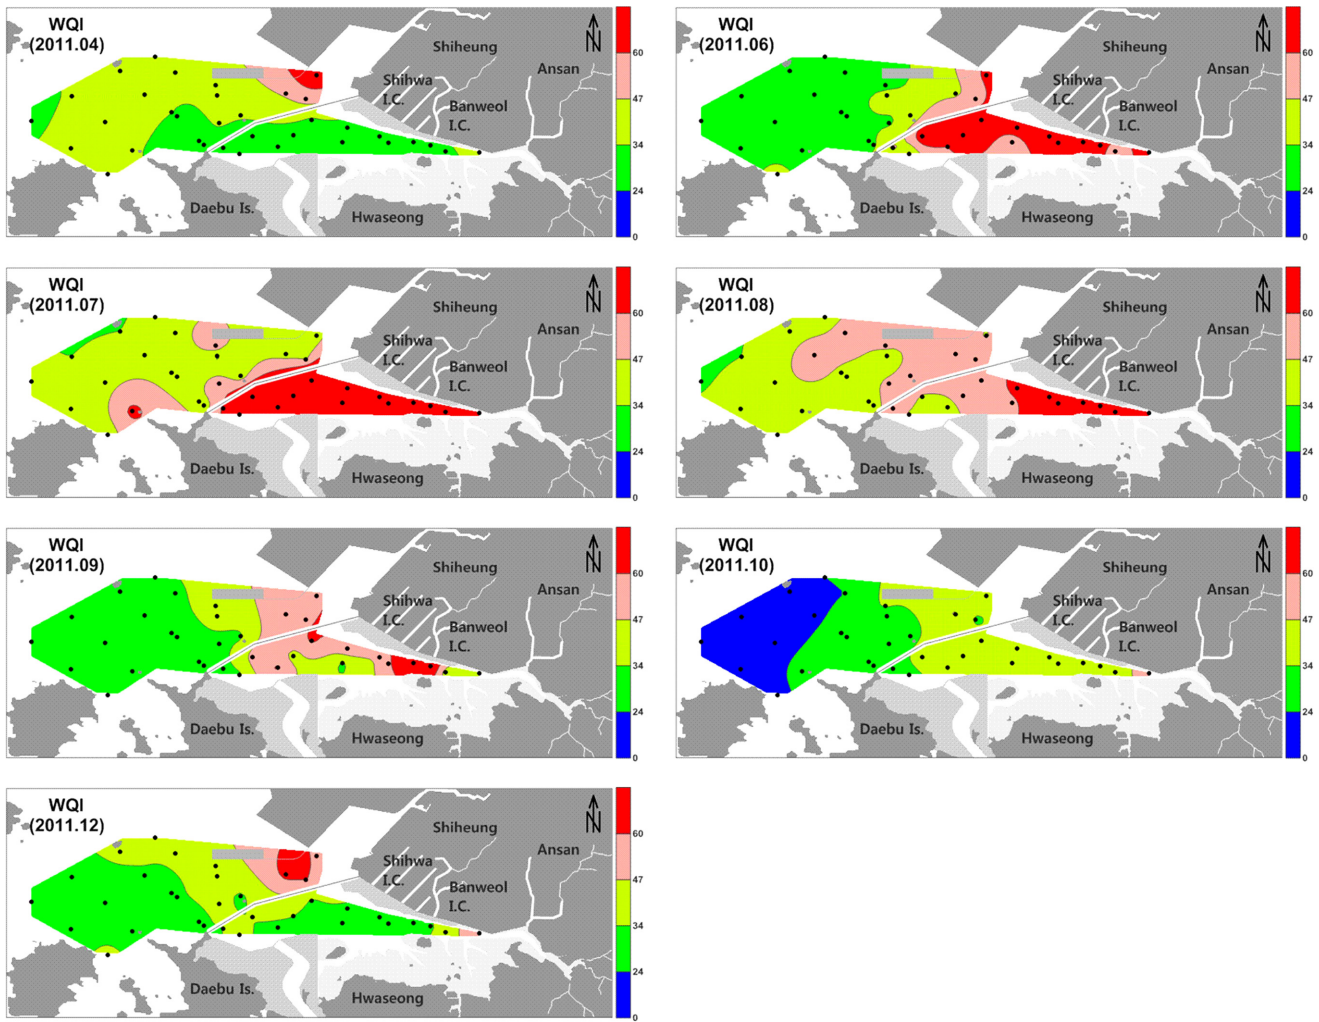 WQI
(2011.04)
N
Shiheung
Ansan
Shihwa
I.C.
Banweol
I.C.
Daebu Is.
Hwaseong
60
47
34
24
0
WQI
(2011.06)
N
Shiheung
Ansan
Shihwa
I.C.
Banweol
I.C.
Daebu Is.
Hwaseong
60
47
34
24
0
WQI
(2011.07)
N
Shiheung
Ansan
Shihwa
I.C.
Banweol
I.C.
Daebu Is.
Hwaseong
60
47
34
24
0
WQI
(2011.08)
N
Shiheung
Ansan
Shihwa
I.C.
Banweol
I.C.
Daebu Is.
Hwaseong
60
47
34
24
0
WQI
(2011.09)
N
Shiheung
Ansan
Shihwa
I.C.
Banweol
I.C.
Daebu Is.
Hwaseong
60
47
34
24
0
WQI
(2011.10)
N
Shiheung
Ansan
Shihwa
I.C.
Banweol
I.C.
Daebu Is.
Hwaseong
60
47
34
24
0
WQI
(2011.12)
N
Shiheung
Ansan
Shihwa
I.C.
Banweol
I.C.
Daebu Is.
Hwaseong
60
47
34
24
0